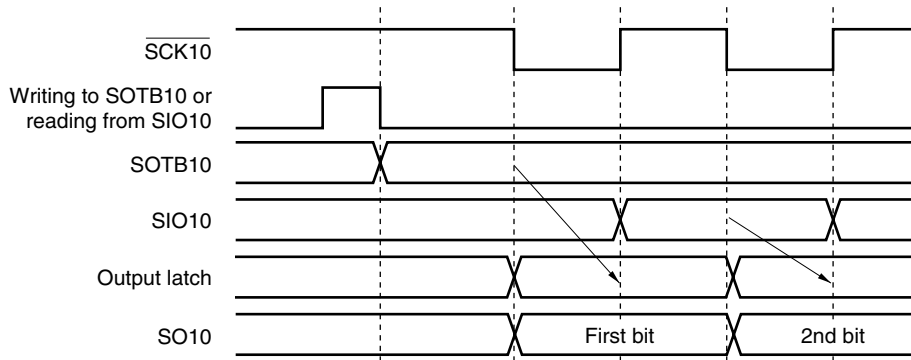 SCK10
Writing to SOTB10 or
reading from SIO10
SOTB10
SIO10
Output latch
SO10
First bit
2nd bit